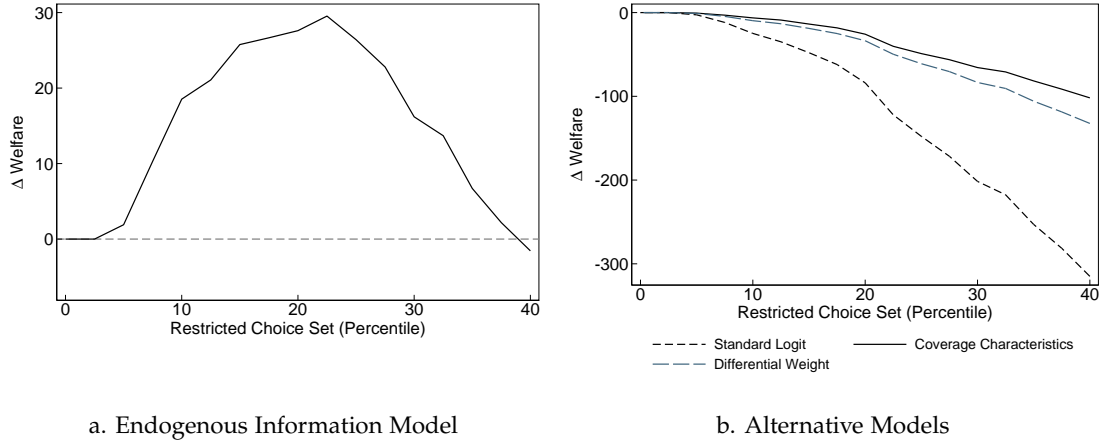 30
20
10
0
Δ Welfare
0
10
20
30
40
Restricted Choice Set (Percentile)
a. Endogenous Information Model
0
-100
-200
-300
Δ Welfare
0
10
20
30
40
Restricted Choice Set (Percentile)
Standard Logit
Coverage Characteristics
Differential Weight
b. Alternative Models